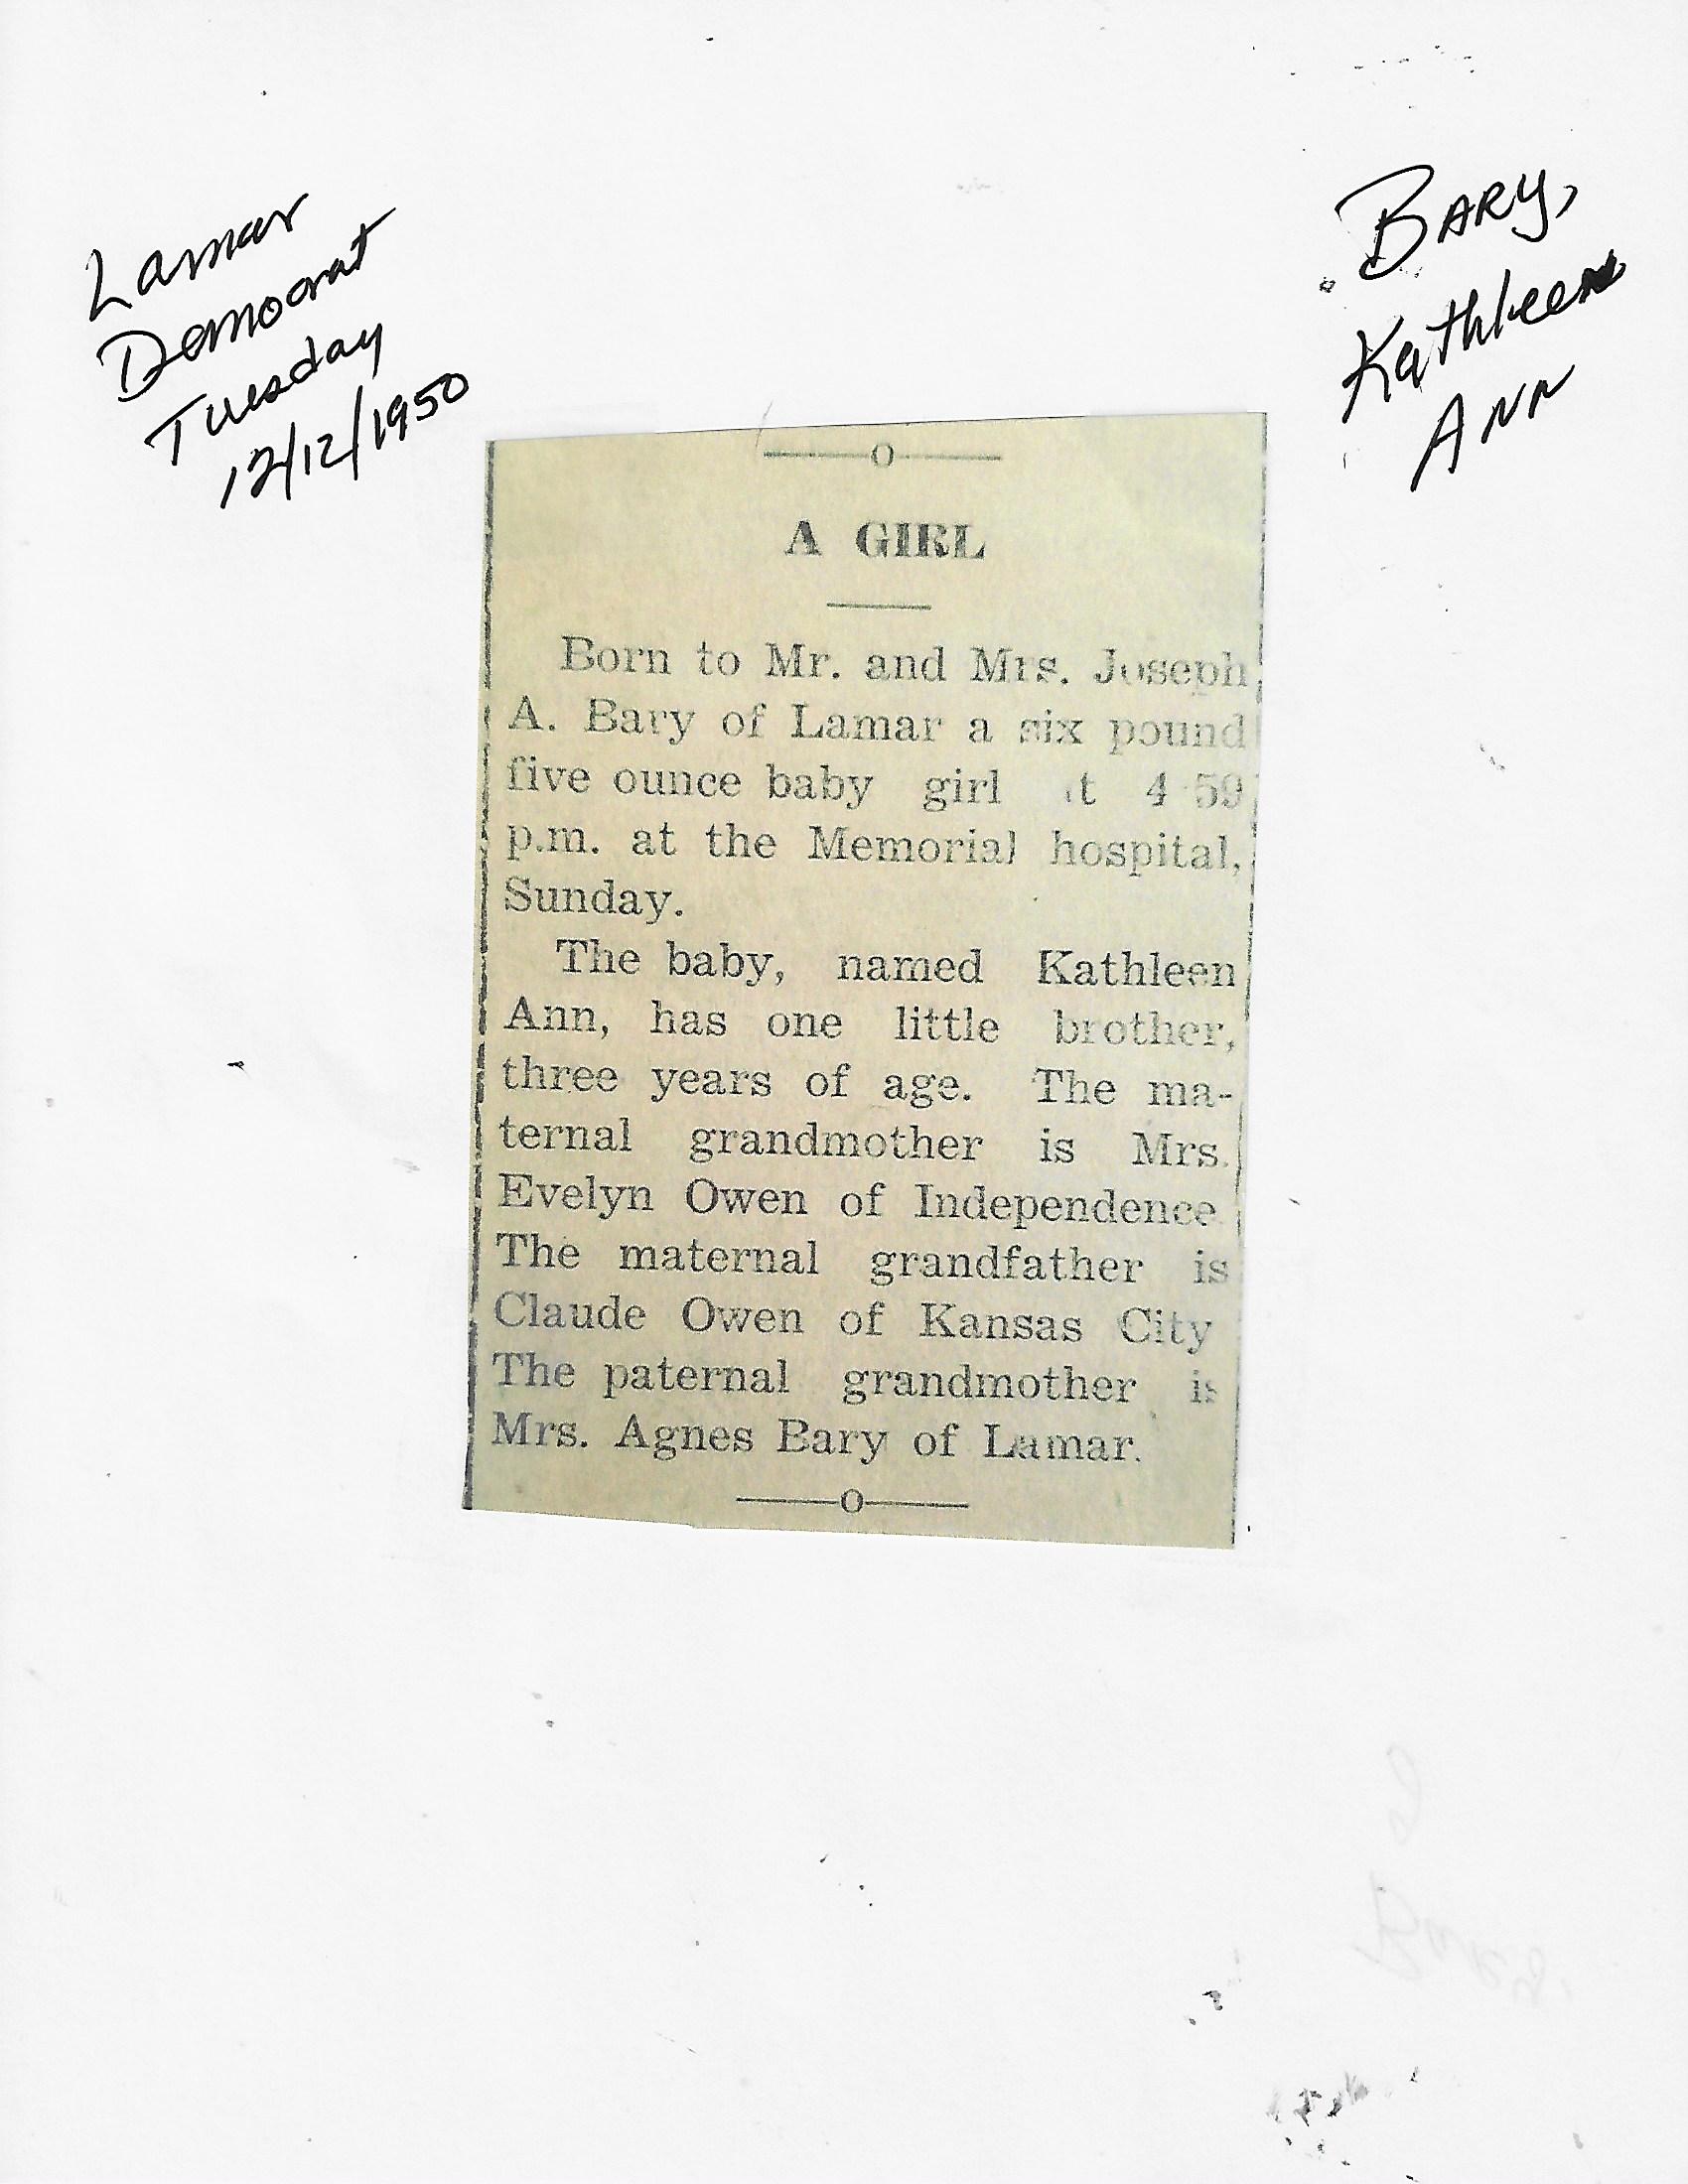 Lamar
Democrat
Tuesday
12/12/1950
BARY,
Kathleen
ANN
A GIRL
Born to Mr. and Mrs. Joseph
A. Bary of Lamar a six pound
five ounce baby girl at 4 59
p.m. at the Memorial hospital,
Sunday.
The baby, named Kathleen
Ann, has one little brother,
three years of age. The ma-
ternal grandmother is Mrs.
Evelyn Owen of Independence
The maternal grandfather is
Claude Owen of Kansas City
The paternal grandmother is
Mrs. Agnes Bary of Lamar.